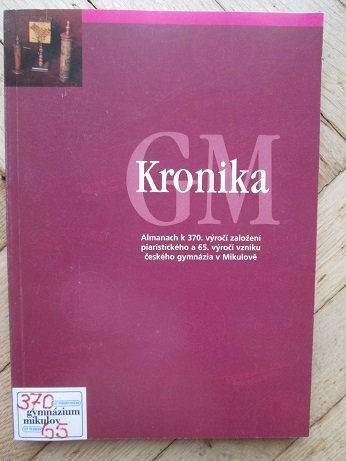 GM
Kronika
Almanach k 370. výročí založení
piaristického a 65. výročí vzniku
českého gymnázia v Mikulově
370
gymnázium
mikulov
65